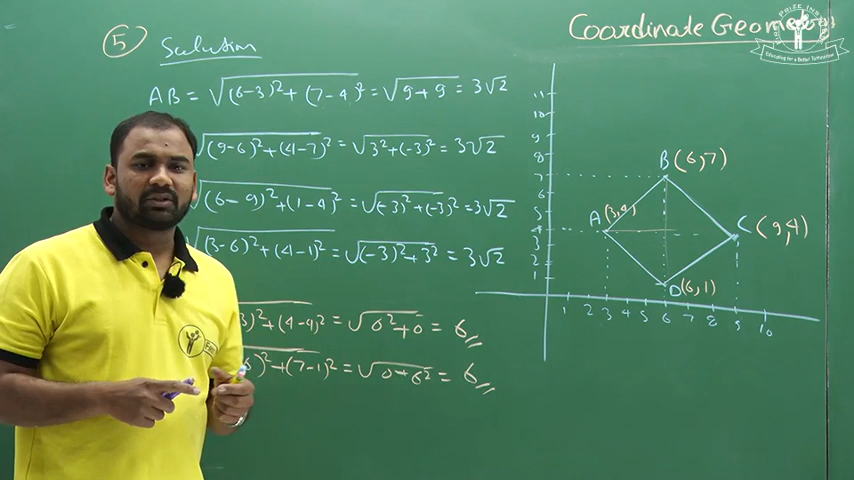 Coordinate Geometry
5 Solution
AB = √(6-3)²+(7-4)² = √9+9 = 3√2
√(9-6)²+(4-7)² = √3²+(-3)² = 3√2
√(6-9)²+(1-4)² = √(-3)²+(-3)² = 3√2
√(3-6)²+(4-1)² = √(-3)²+3² = 3√2
3)²+(4-4)² = √6²+0 = 6
)²+(7-1)² = √0+6² = 6
11
10
9
8
7
6
5
4
3
2
1
B (6,7)
A (3,4)
C (9,4)
D (6,1)
1 2 3 4 5 6 7 8 9 10
Educating for a Better Tomorrow